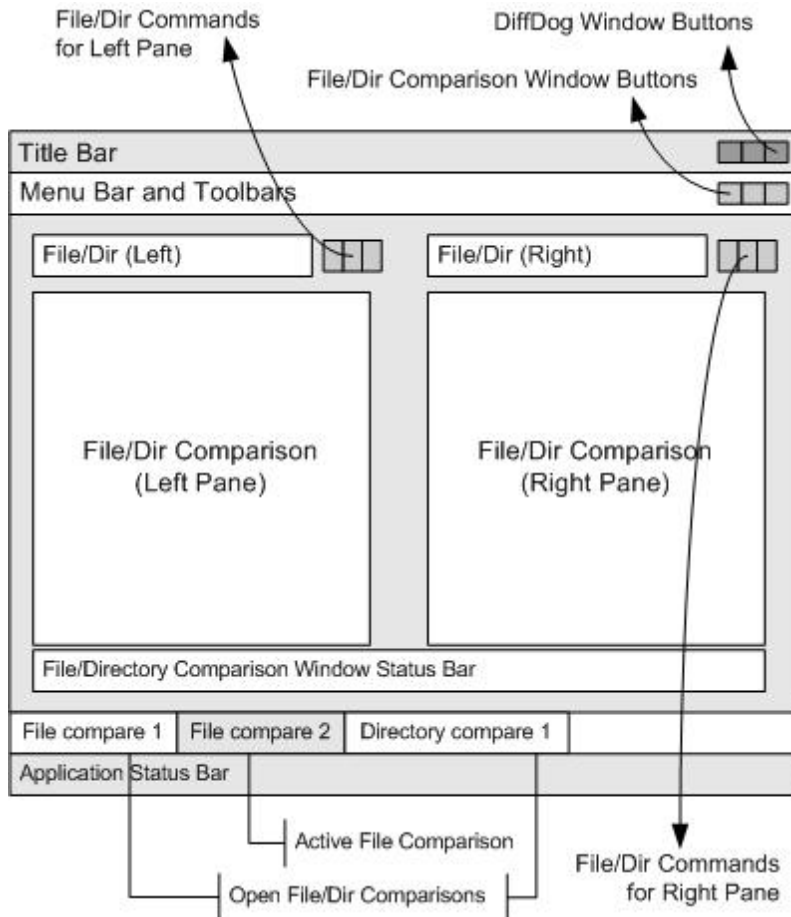 File/Dir Commands
for Left Pane
DiffDog Window Buttons
File/Dir Comparison Window Buttons
Title Bar
Menu Bar and Toolbars
File/Dir (Left)
File/Dir (Right)
File/Dir Comparison
(Left Pane)
File/Dir Comparison
(Right Pane)
File/Directory Comparison Window Status Bar
File compare 1
File compare 2
Directory compare 1
Application Status Bar
Active File Comparison
Open File/Dir Comparisons
File/Dir Commands
for Right Pane